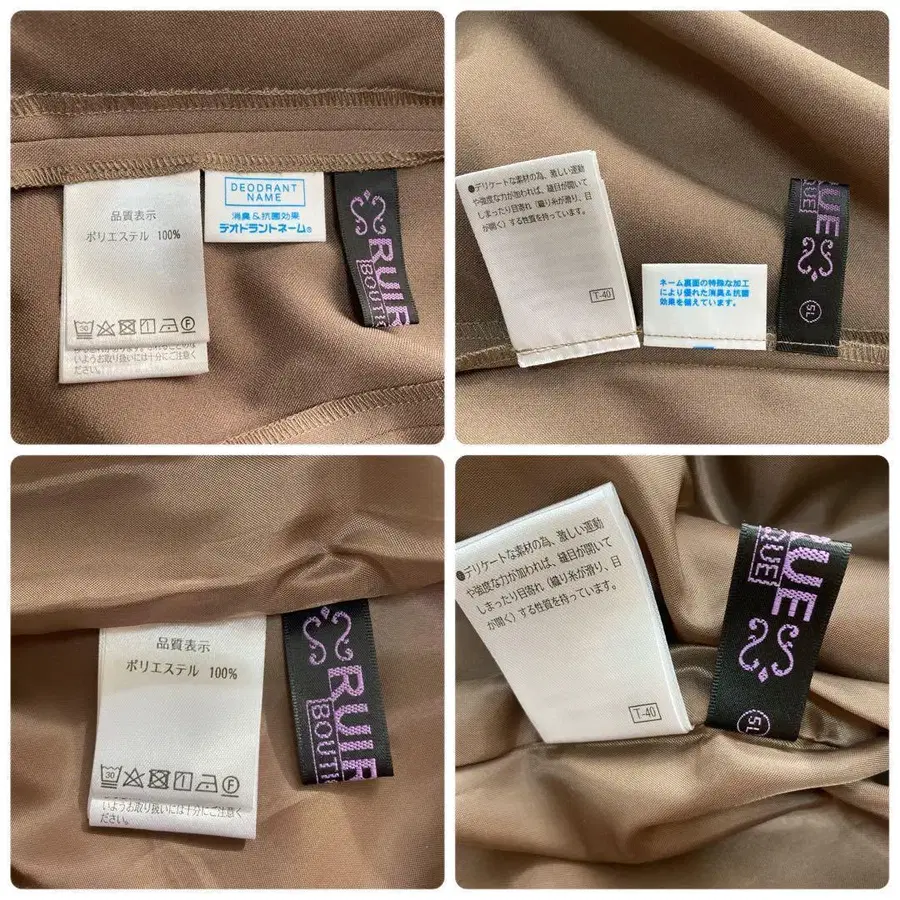 品質表示
ポリエステル 100%
30
いようお取り扱いには十分にご注意
ださい。
DEODRANT
NAME
消臭&抗菌効果
デオドラントネーム®
RUIR
BOUTI
●デリケートな素材の為、激しい運動
や強度な力が加われば、縫目が開いて
しまったり目寄れ(織り糸が滑り、目
が開く)する性質を持っています。
T-40
ネーム裏面の特殊な加工
により優れた消臭&抗菌
効果を備えています。
UE
QUE
5L
品質表示
ポリエステル 100%
30
F
いようお取り扱いには十分にご注意く
ださい。
RUIR
BOUTI
●デリケートな素材の為、激しい運動
や強度な力が加われば、縫目が開いて
しまったり目寄れ(織り糸が滑り、目
が開く)する性質を持っています。
T-40
RUE
QUE
5L